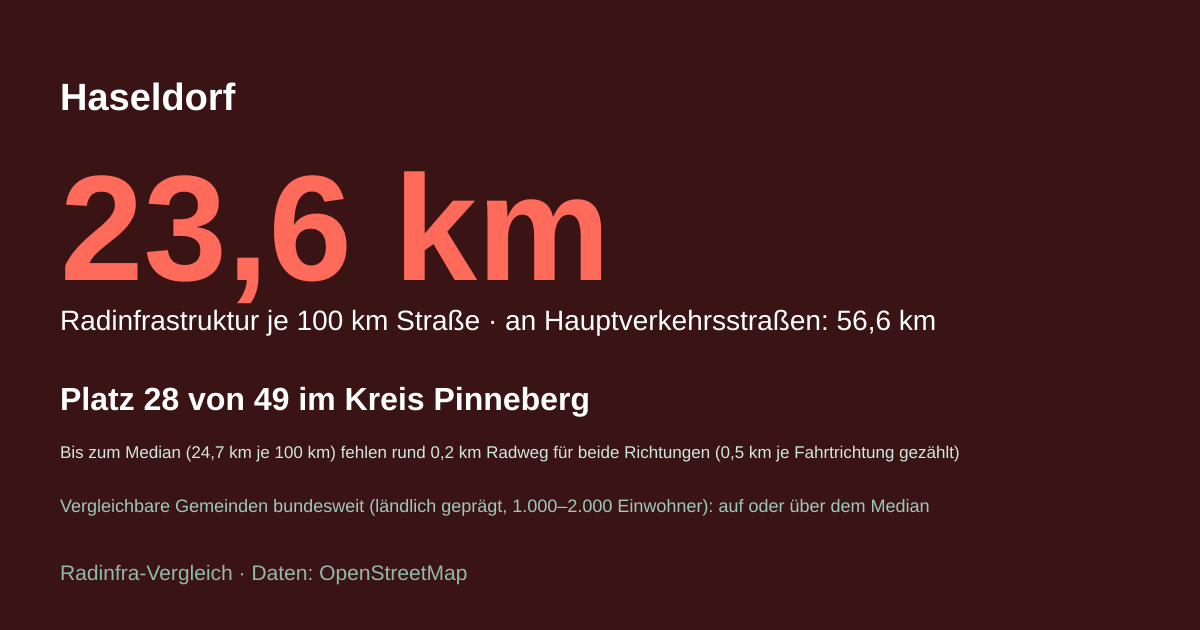 Haseldorf
23,6 km
Radinfrastruktur je 100 km Straße · an Hauptverkehrsstraßen: 56,6 km
Platz 28 von 49 im Kreis Pinneberg
Bis zum Median (24,7 km je 100 km) fehlen rund 0,2 km Radweg für beide Richtungen (0,5 km je Fahrtrichtung gezählt)
Vergleichbare Gemeinden bundesweit (ländlich geprägt, 1.000–2.000 Einwohner): auf oder über dem Median
Radinfra-Vergleich · Daten: OpenStreetMap